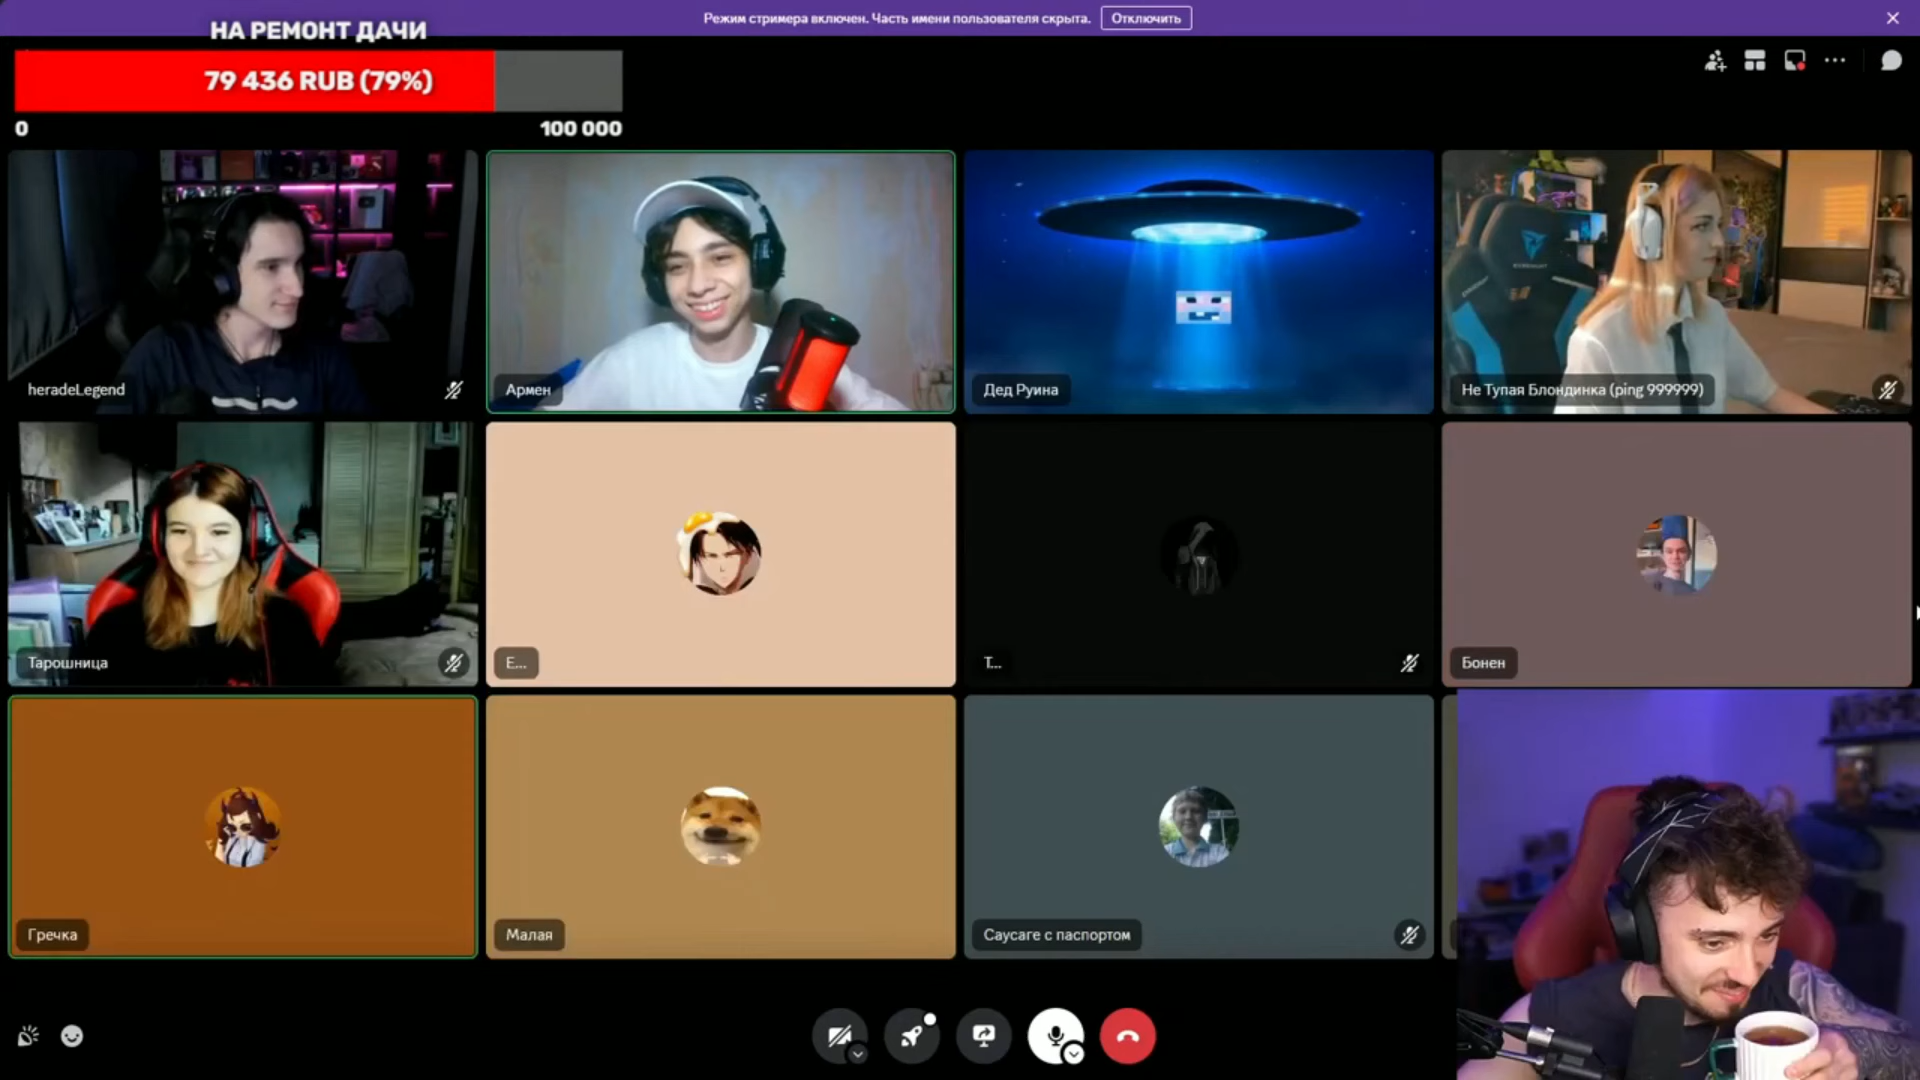 Режим стримера включен. Часть имени пользователя скрыта.
Отключить
НА РЕМОНТ ДАЧИ
79 436 RUB (79%)
0
100 000
heradeLegend
Армен
Дед Руина
Не Тупая Блондинка (ping 999999)
Тарошница
Е...
Т...
Бонен
Гречка
Малая
Саусаге с паспортом